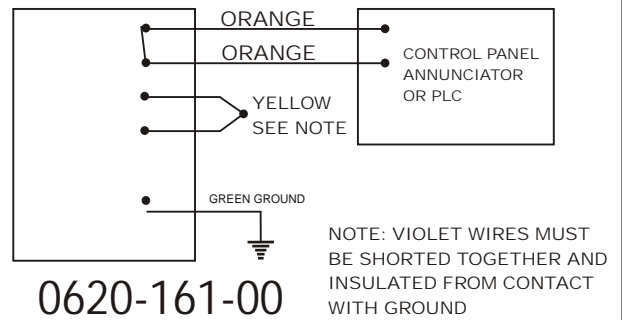 ORANGE
ORANGE
CONTROL PANEL
ANNUNCIATOR
OR PLC
YELLOW
SEE NOTE
GREEN GROUND
NOTE: VIOLET WIRES MUST
BE SHORTED TOGETHER AND
INSULATED FROM CONTACT
WITH GROUND
0620-161-00